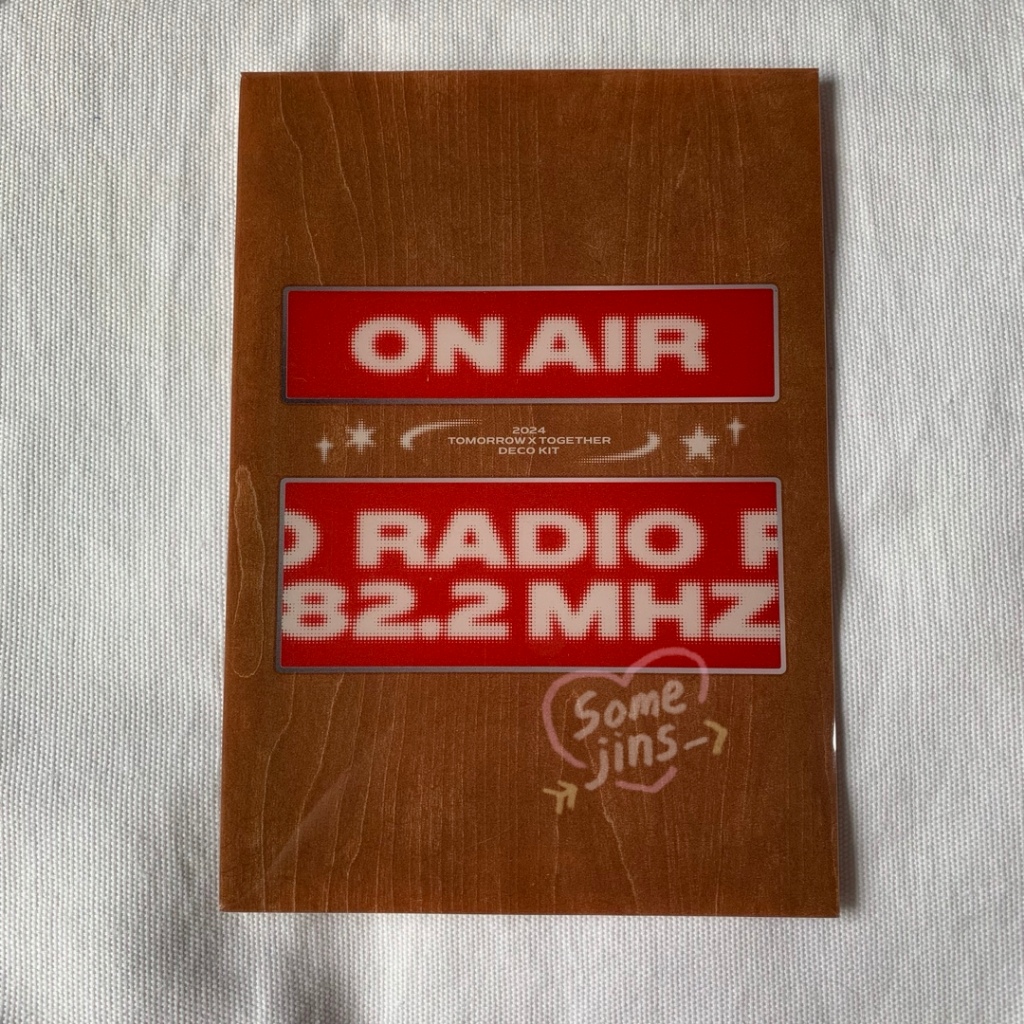 ON AIR
2024
TOMORROW X TOGETHER
DECO KIT
O RADIO R
82.2 MHZ
Some
jins